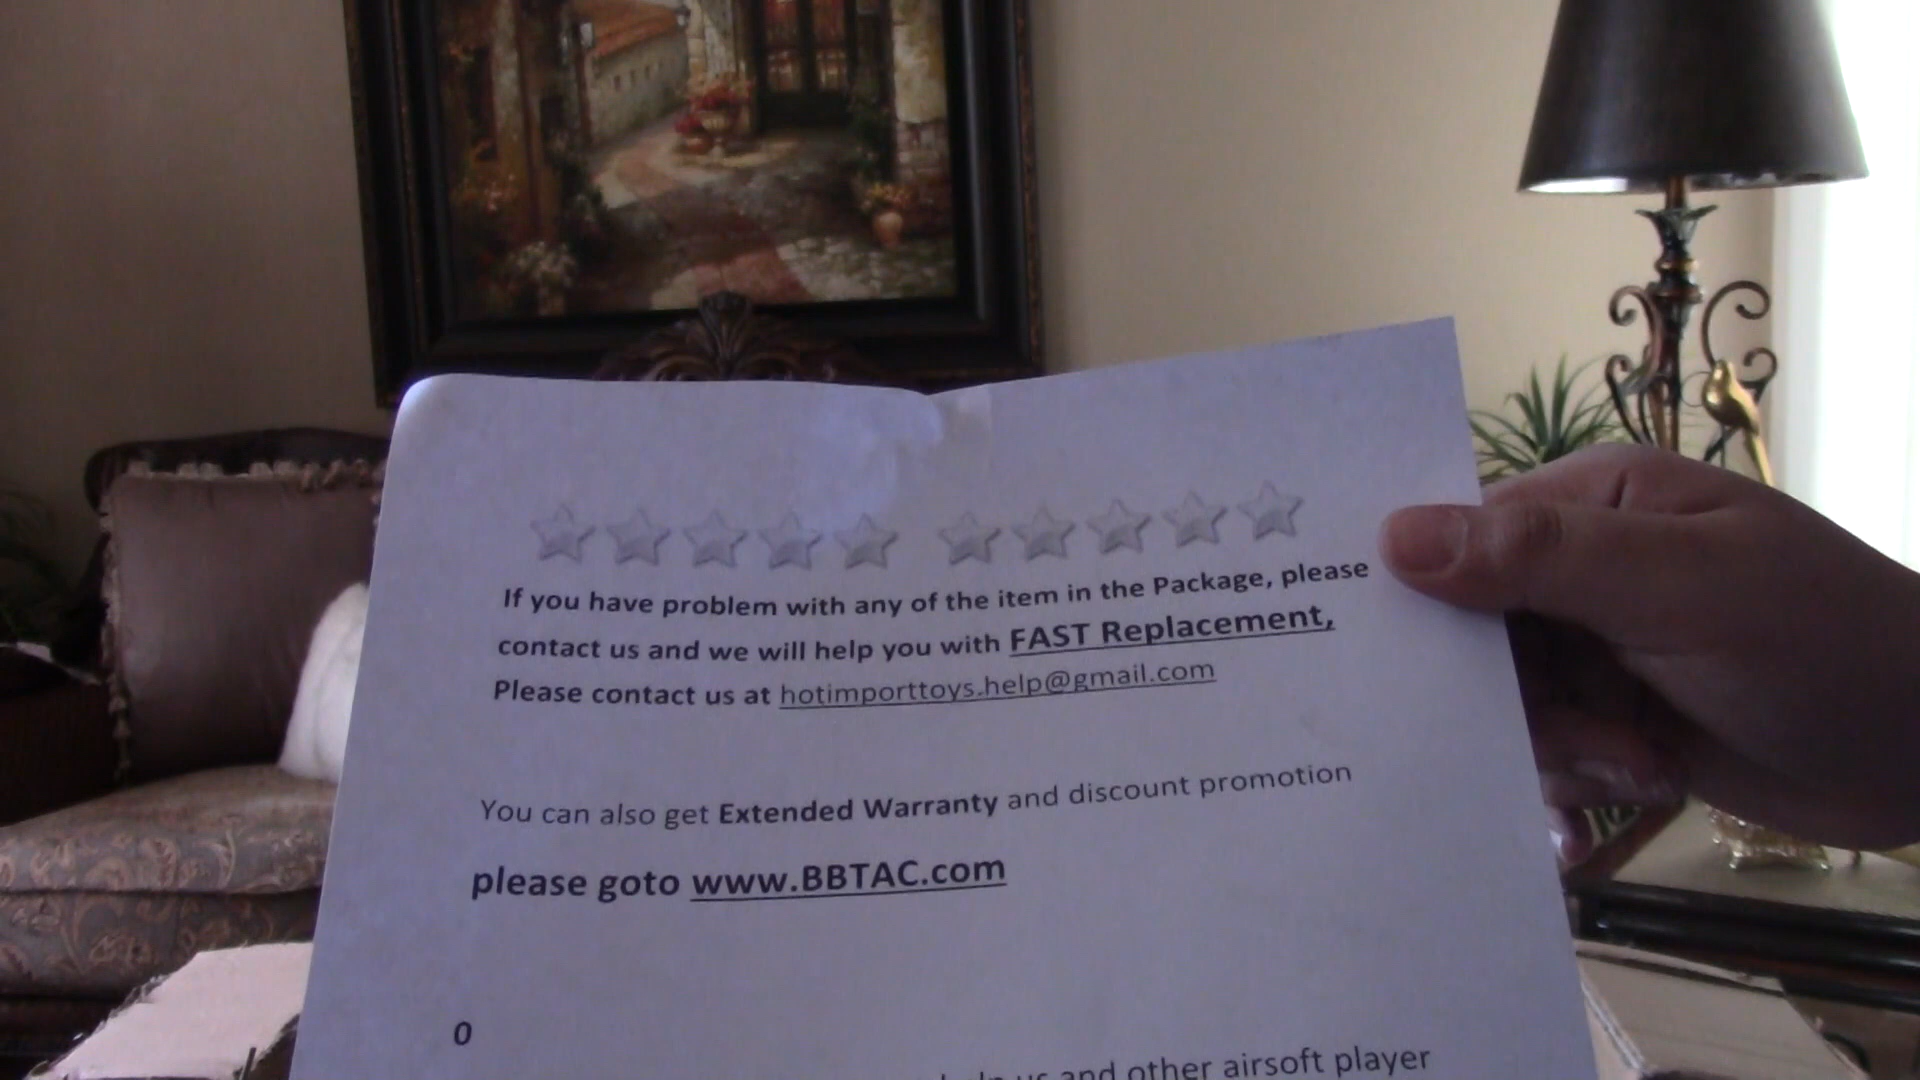 If you have problem with any of the item in the Package, please
contact us and we will help you with FAST Replacement,
Please contact us at hotimporttoys.help@gmail.com
You can also get Extended Warranty and discount promotion
please goto www.BBTAC.com
0
us and other airsoft player